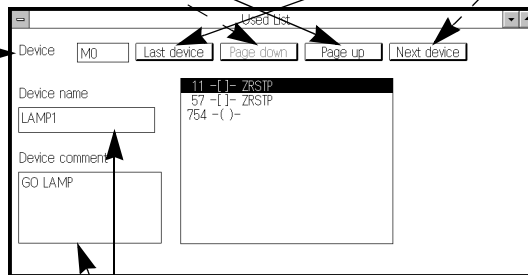 Used List
Device M0 Last device Page down Page up Next device
Device name
LAMP1
Device comment
GO LAMP
11 -[ ]- ZRSTP
57 -[ ]- ZRSTP
754 -( )-